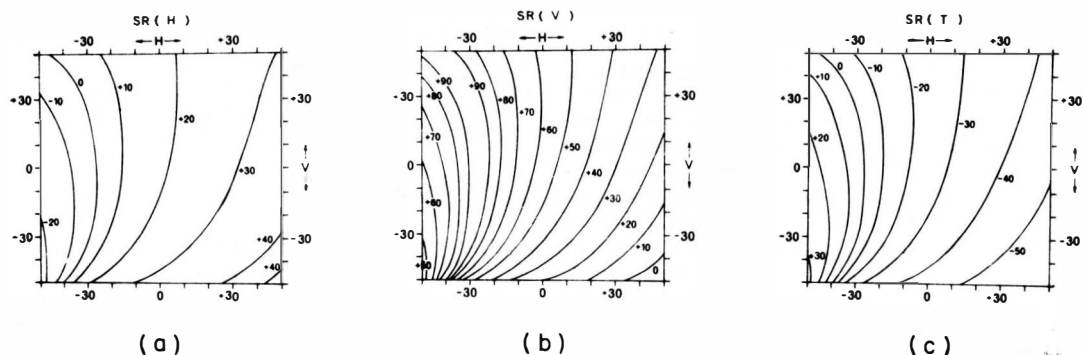 SR ( H )
-30 ←H→ +30
0
-10 +10
+30 +20 +30
0 +30 ↑V↓
-20
-30 +40 -30
+40
-30 0 +30
( a )
SR ( V )
-30 ←H→ +30
+90 +90
+80 +80
+30 +70 +70 +30
+60
0 +50 ↑V↓
+40
+60 +30
+20
-30 +10 -30
0
-30 0 +30
( b )
SR ( T )
-30 ←H→ +30
+10 0 -10
-20
+30 +30
+20 -30
0 ↑V↓
-40
-30 -50 -30
+30
-30 0 +30
( c )